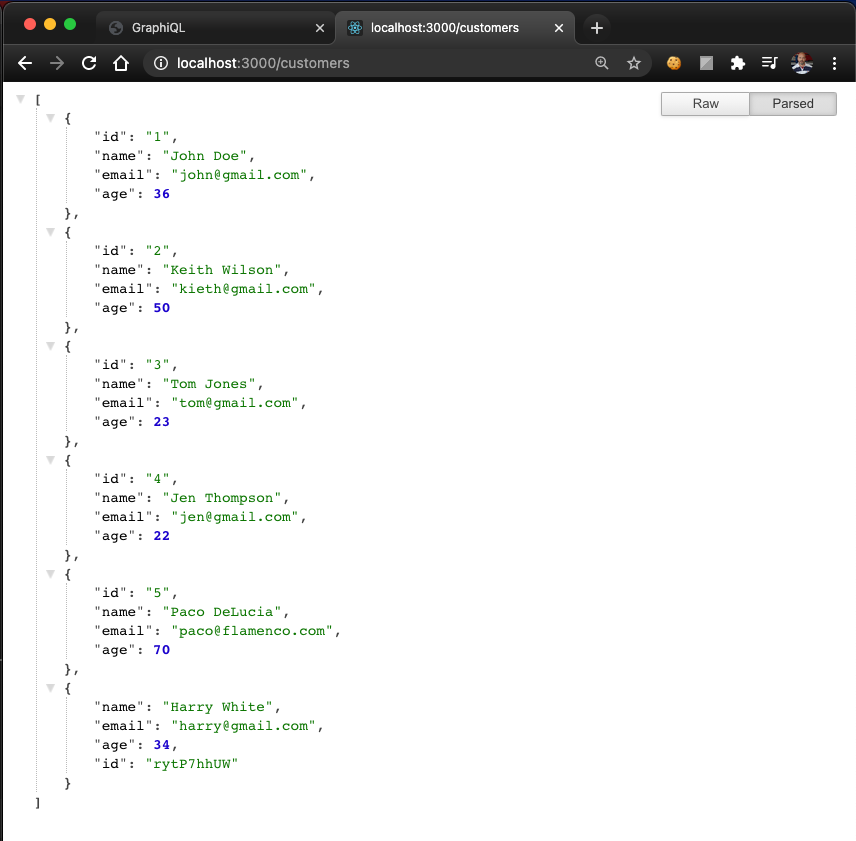 GraphiQL
localhost:3000/customers
localhost:3000/customers
Raw
Parsed
[
{
"id": "1",
"name": "John Doe",
"email": "john@gmail.com",
"age": 36
},
{
"id": "2",
"name": "Keith Wilson",
"email": "kieth@gmail.com",
"age": 50
},
{
"id": "3",
"name": "Tom Jones",
"email": "tom@gmail.com",
"age": 23
},
{
"id": "4",
"name": "Jen Thompson",
"email": "jen@gmail.com",
"age": 22
},
{
"id": "5",
"name": "Paco DeLucia",
"email": "paco@flamenco.com",
"age": 70
},
{
"name": "Harry White",
"email": "harry@gmail.com",
"age": 34,
"id": "rytP7hhUW"
}
]